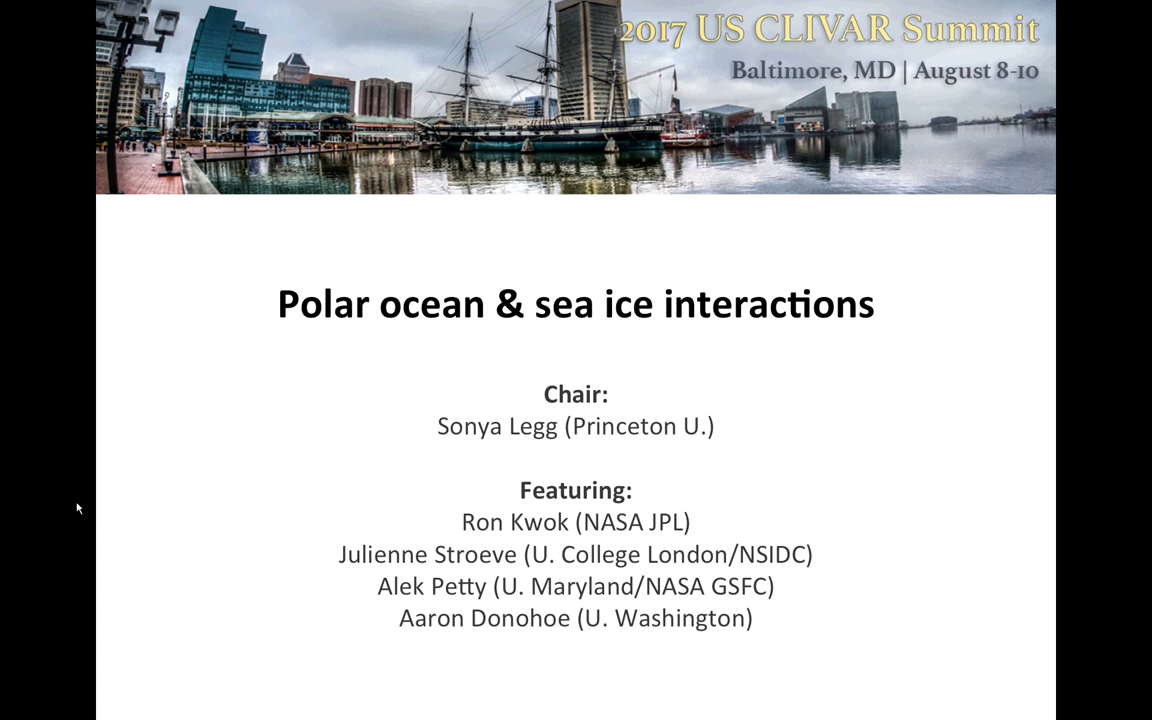 2017 US CLIVAR Summit
Baltimore, MD | August 8-10
Polar ocean & sea ice interactions
Chair:
Sonya Legg (Princeton U.)
Featuring:
Ron Kwok (NASA JPL)
Julienne Stroeve (U. College London/NSIDC)
Alek Petty (U. Maryland/NASA GSFC)
Aaron Donohoe (U. Washington)